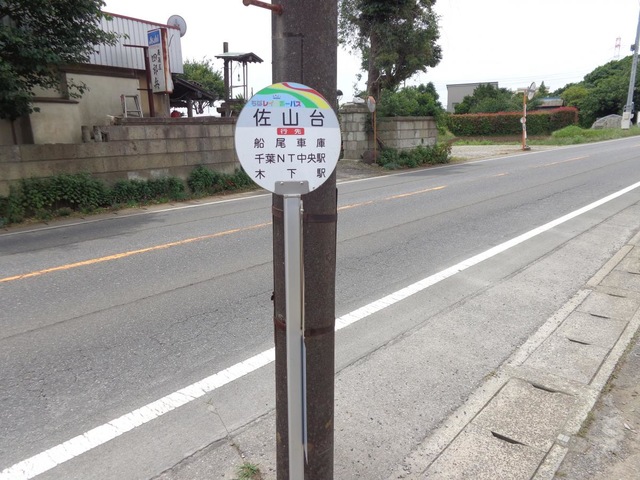 ちばレインボーバス
佐山台
行先
船尾車庫
千葉NT中央駅
木下駅